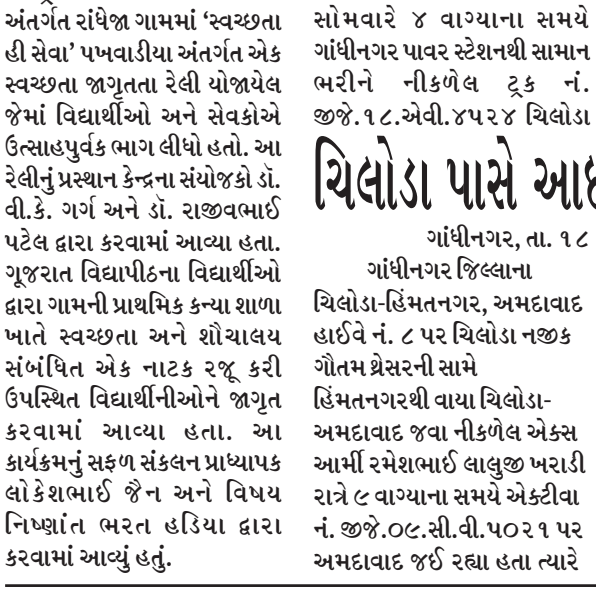 અંતર્ગત રાંધેજા ગામમાં ‘સ્વચ્છતા
હી સેવા’ પખવાડીયા અંતર્ગત એક
સ્વચ્છતા જાગૃતતા રેલી યોજાયેલ
જેમાં વિદ્યાર્થીઓ અને સેવકોએ
ઉત્સાહપુર્વક ભાગ લીધો હતો. આ
રેલીનું પ્રસ્થાન કેન્દ્રના સંયોજકો ડૉ.
વી.કે. ગર્ગ અને ડૉ. રાજીવભાઈ
પટેલ દ્વારા કરવામાં આવ્યા હતા.
ગૂજરાત વિદ્યાપીઠના વિદ્યાર્થીઓ
દ્વારા ગામની પ્રાથમિક કન્યા શાળા
ખાતે સ્વચ્છતા અને શૌચાલય
સંબંધિત એક નાટક રજૂ કરી
ઉપસ્થિત વિદ્યાર્થીનીઓને જાગૃત
કરવામાં આવ્યા હતા. આ
કાર્યક્રમનું સફળ સંકલન પ્રાધ્યાપક
લોકેશભાઈ જૈન અને વિષય
નિષ્ણાંત ભરત હડિયા દ્વારા
કરવામાં આવ્યું હતું.
સોમવારે ૪ વાગ્યાના સમયે
ગાંધીનગર પાવર સ્ટેશનથી સામાન
ભરીને નીકળેલ ટ્રક નં.
જીજે.૧૮.એવી.૪૫૨૪ ચિલોડા
ચિલોડા પાસે
ગાંધીનગર, તા. ૧૮
ગાંધીનગર જિલ્લાના
ચિલોડા-હિંમતનગર, અમદાવાદ
હાઈવે નં. ૮ પર ચિલોડા નજીક
ગૌતમ થ્રેસરની સામે
હિંમતનગરથી વાયા ચિલોડા-
અમદાવાદ જવા નીકળેલ એક્સ
આર્મી રમેશભાઈ લાલુજી ખરાડી
રાત્રે ૯ વાગ્યાના સમયે એક્ટીવા
નં. જીજે.૦૯.સી.વી.૫૦૨૧ પર
અમદાવાદ જઈ રહ્યા હતા ત્યારે